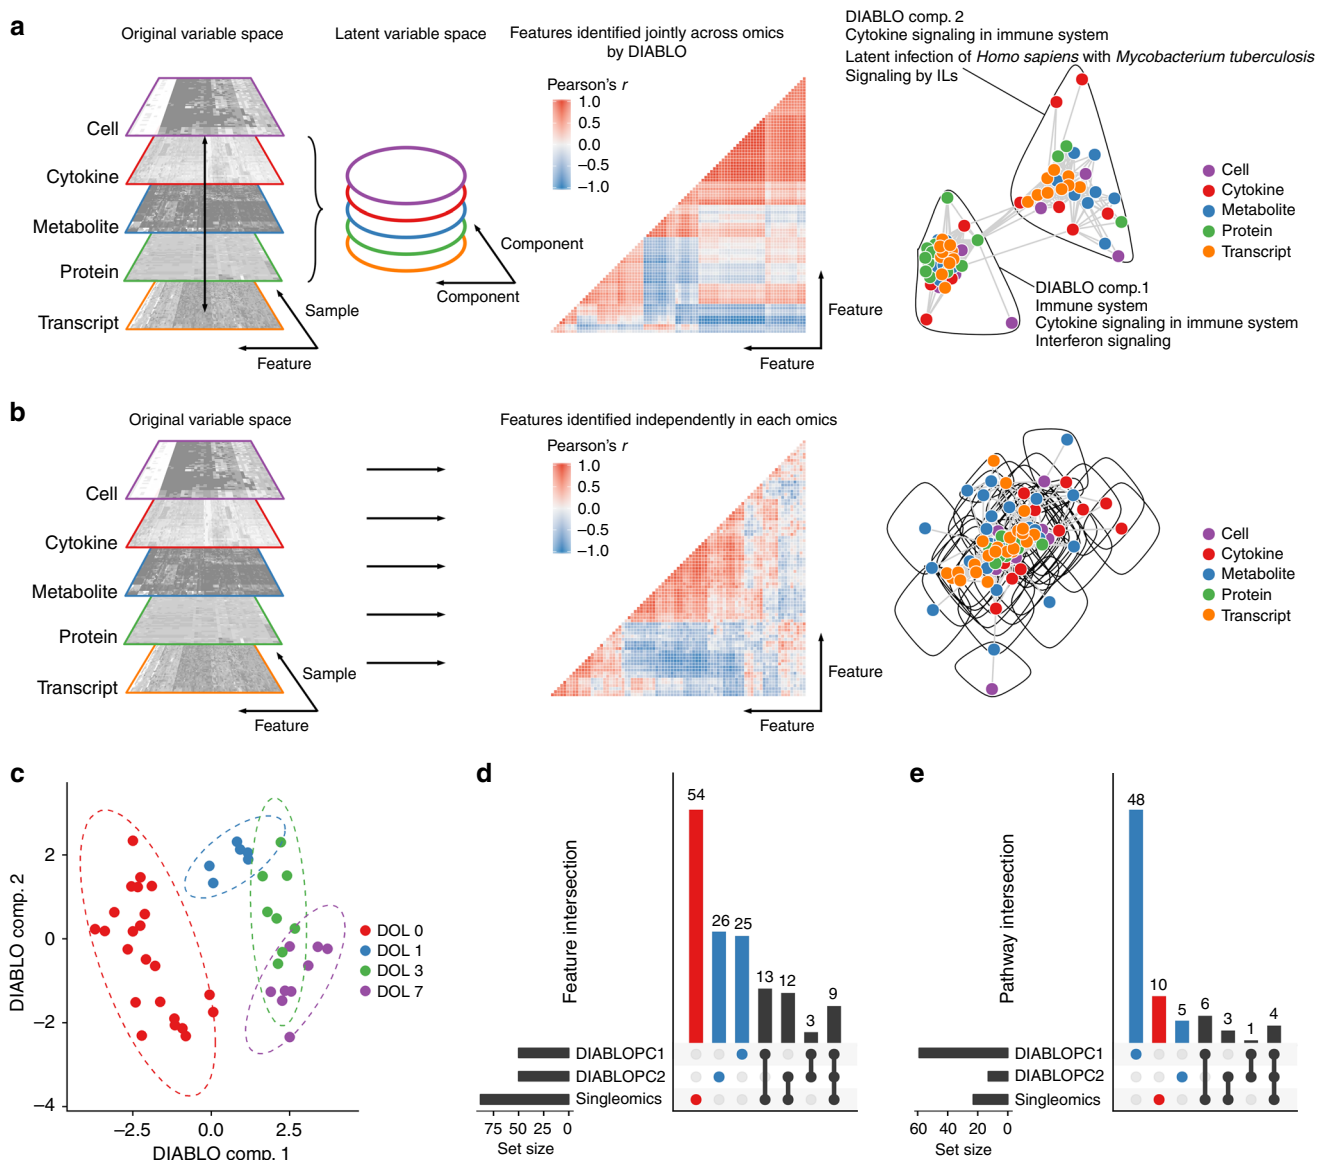 a
Original variable space
Latent variable space
Features identified jointly across omics
by DIABLO
Cell
Cytokine
Metabolite
Protein
Transcript
Sample
Feature
Component
Component
Pearson's r
1.0
0.5
0.0
−0.5
−1.0
Feature
Feature
DIABLO comp. 2
Cytokine signaling in immune system
Latent infection of Homo sapiens with Mycobacterium tuberculosis
Signaling by ILs
DIABLO comp.1
Immune system
Cytokine signaling in immune system
Interferon signaling
Cell
Cytokine
Metabolite
Protein
Transcript
b
Original variable space
Features identified independently in each omics
Cell
Cytokine
Metabolite
Protein
Transcript
Sample
Feature
Pearson's r
1.0
0.5
0.0
−0.5
−1.0
Feature
Feature
Cell
Cytokine
Metabolite
Protein
Transcript
c
DIABLO comp. 2
2
0
−2
−4
−2.5
0.0
2.5
DIABLO comp. 1
DOL 0
DOL 1
DOL 3
DOL 7
d
Feature intersection
54
26
25
13
12
3
9
DIABLOPC1
DIABLOPC2
Singleomics
75 50 25 0
Set size
e
Pathway intersection
48
10
5
6
3
1
4
DIABLOPC1
DIABLOPC2
Singleomics
60 40 20 0
Set size